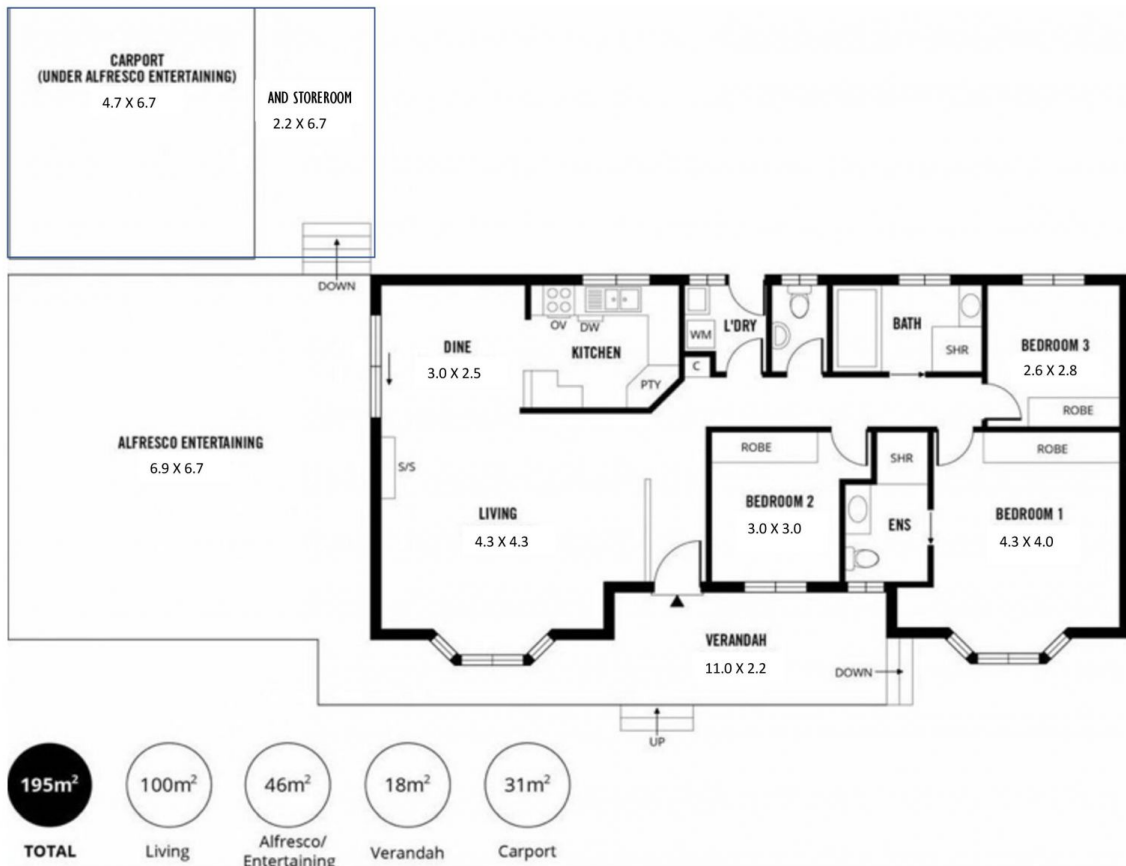 CARPORT
(UNDER ALFRESCO ENTERTAINING)
4.7 X 6.7
AND STOREROOM
2.2 X 6.7
DOWN
OV
DW
KITCHEN
DINE
3.0 X 2.5
PTY
WM
L'DRY
C
BATH
SHR
BEDROOM 3
2.6 X 2.8
ROBE
ALFRESCO ENTERTAINING
6.9 X 6.7
S/S
LIVING
4.3 X 4.3
ROBE
BEDROOM 2
3.0 X 3.0
SHR
ENS
ROBE
BEDROOM 1
4.3 X 4.0
VERANDAH
11.0 X 2.2
DOWN
UP
195m²
TOTAL
100m²
Living
46m²
Alfresco/
Entertaining
18m²
Verandah
31m²
Carport